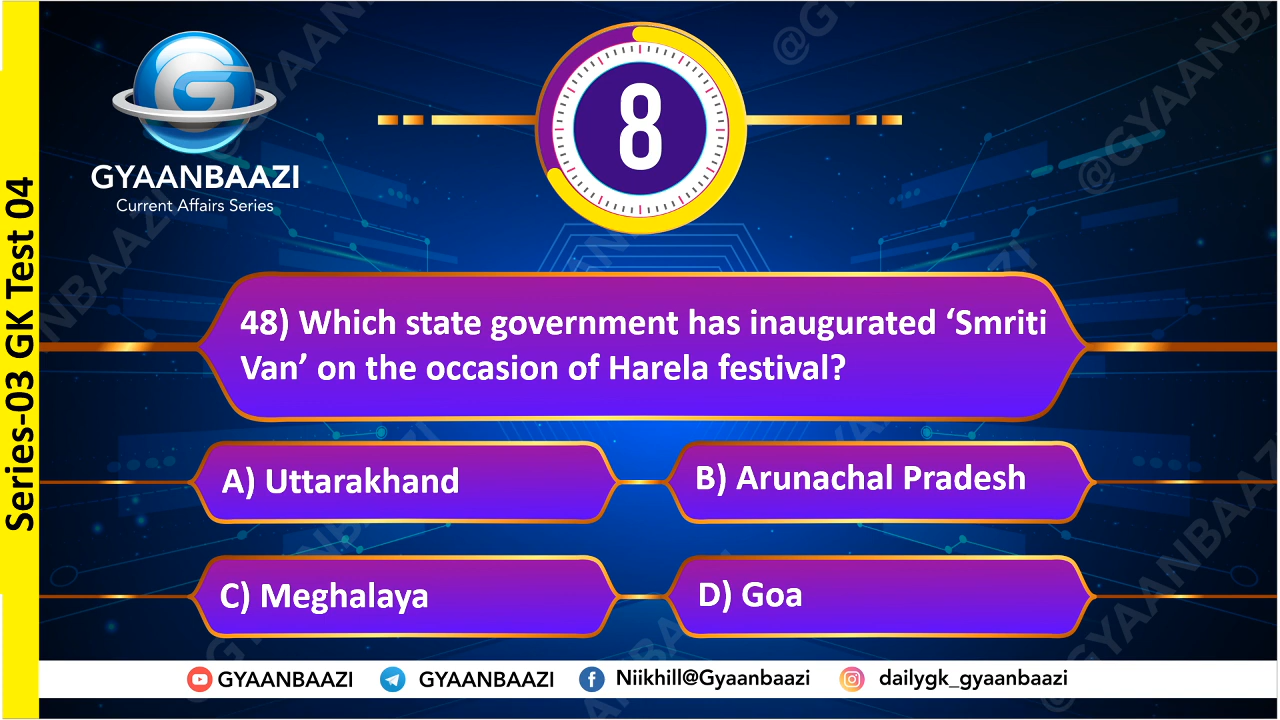 Series-03 GK Test 04
GYAANBAAZI
Current Affairs Series
8
48) Which state government has inaugurated ‘Smriti
Van’ on the occasion of Harela festival?
A) Uttarakhand
B) Arunachal Pradesh
C) Meghalaya
D) Goa
GYAANBAAZI
GYAANBAAZI
Niikhill@Gyaanbaazi
dailygk_gyaanbaazi
@GYAANBAAZI